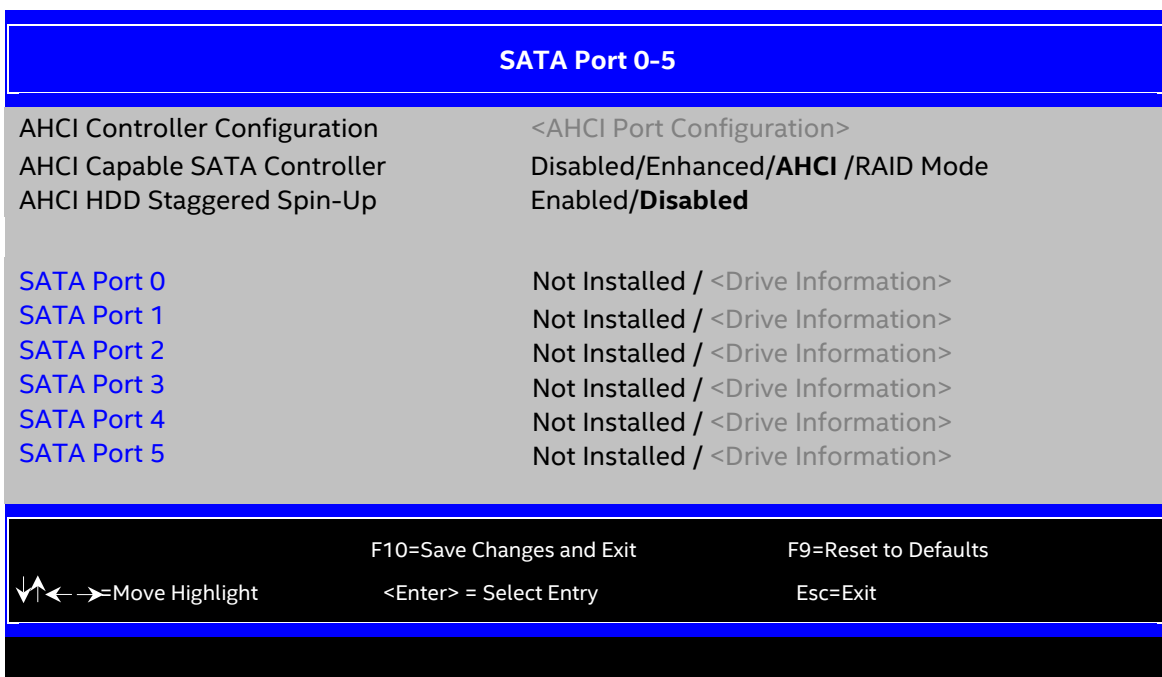 SATA Port 0-5
AHCI Controller Configuration <AHCI Port Configuration>
AHCI Capable SATA Controller Disabled/Enhanced/AHCI /RAID Mode
AHCI HDD Staggered Spin-Up Enabled/Disabled
SATA Port 0 Not Installed / <Drive Information>
SATA Port 1 Not Installed / <Drive Information>
SATA Port 2 Not Installed / <Drive Information>
SATA Port 3 Not Installed / <Drive Information>
SATA Port 4 Not Installed / <Drive Information>
SATA Port 5 Not Installed / <Drive Information>
F10=Save Changes and Exit F9=Reset to Defaults
=Move Highlight <Enter> = Select Entry Esc=Exit